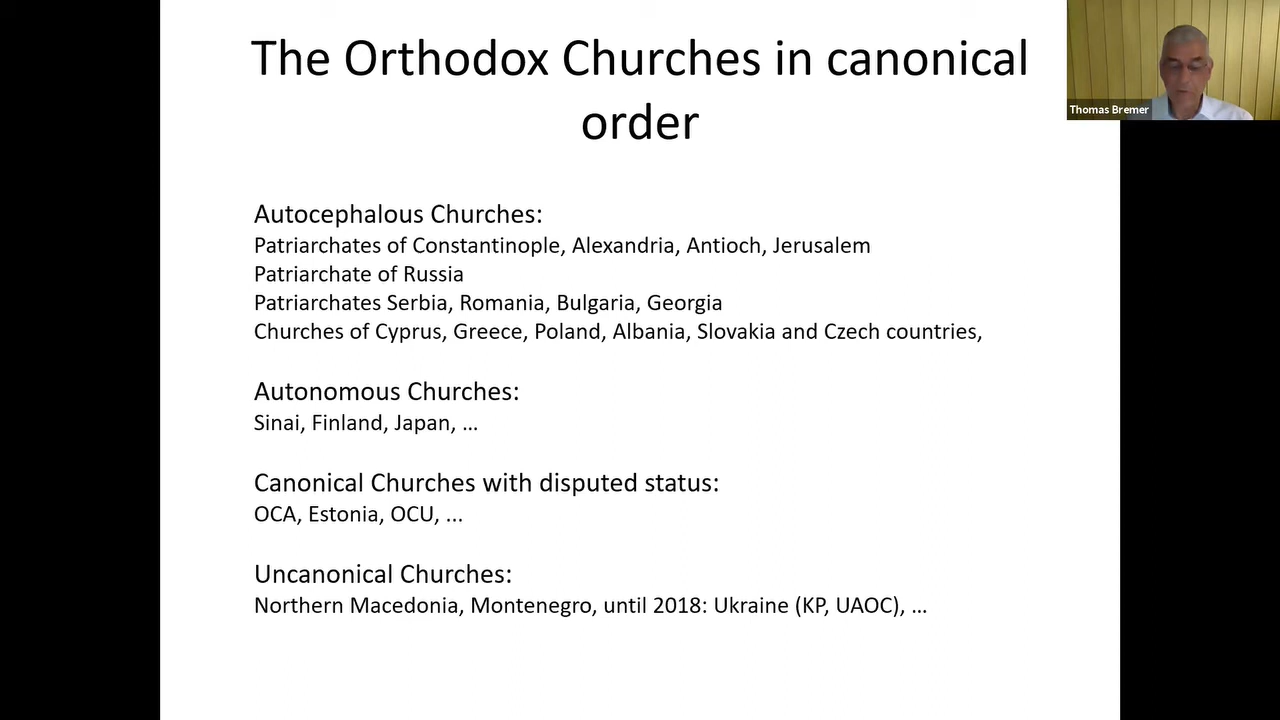 The Orthodox Churches in canonical
order
Thomas Bremer
Autocephalous Churches:
Patriarchates of Constantinople, Alexandria, Antioch, Jerusalem
Patriarchate of Russia
Patriarchates Serbia, Romania, Bulgaria, Georgia
Churches of Cyprus, Greece, Poland, Albania, Slovakia and Czech countries,
Autonomous Churches:
Sinai, Finland, Japan, ...
Canonical Churches with disputed status:
OCA, Estonia, OCU, ...
Uncanonical Churches:
Northern Macedonia, Montenegro, until 2018: Ukraine (KP, UAOC), ...